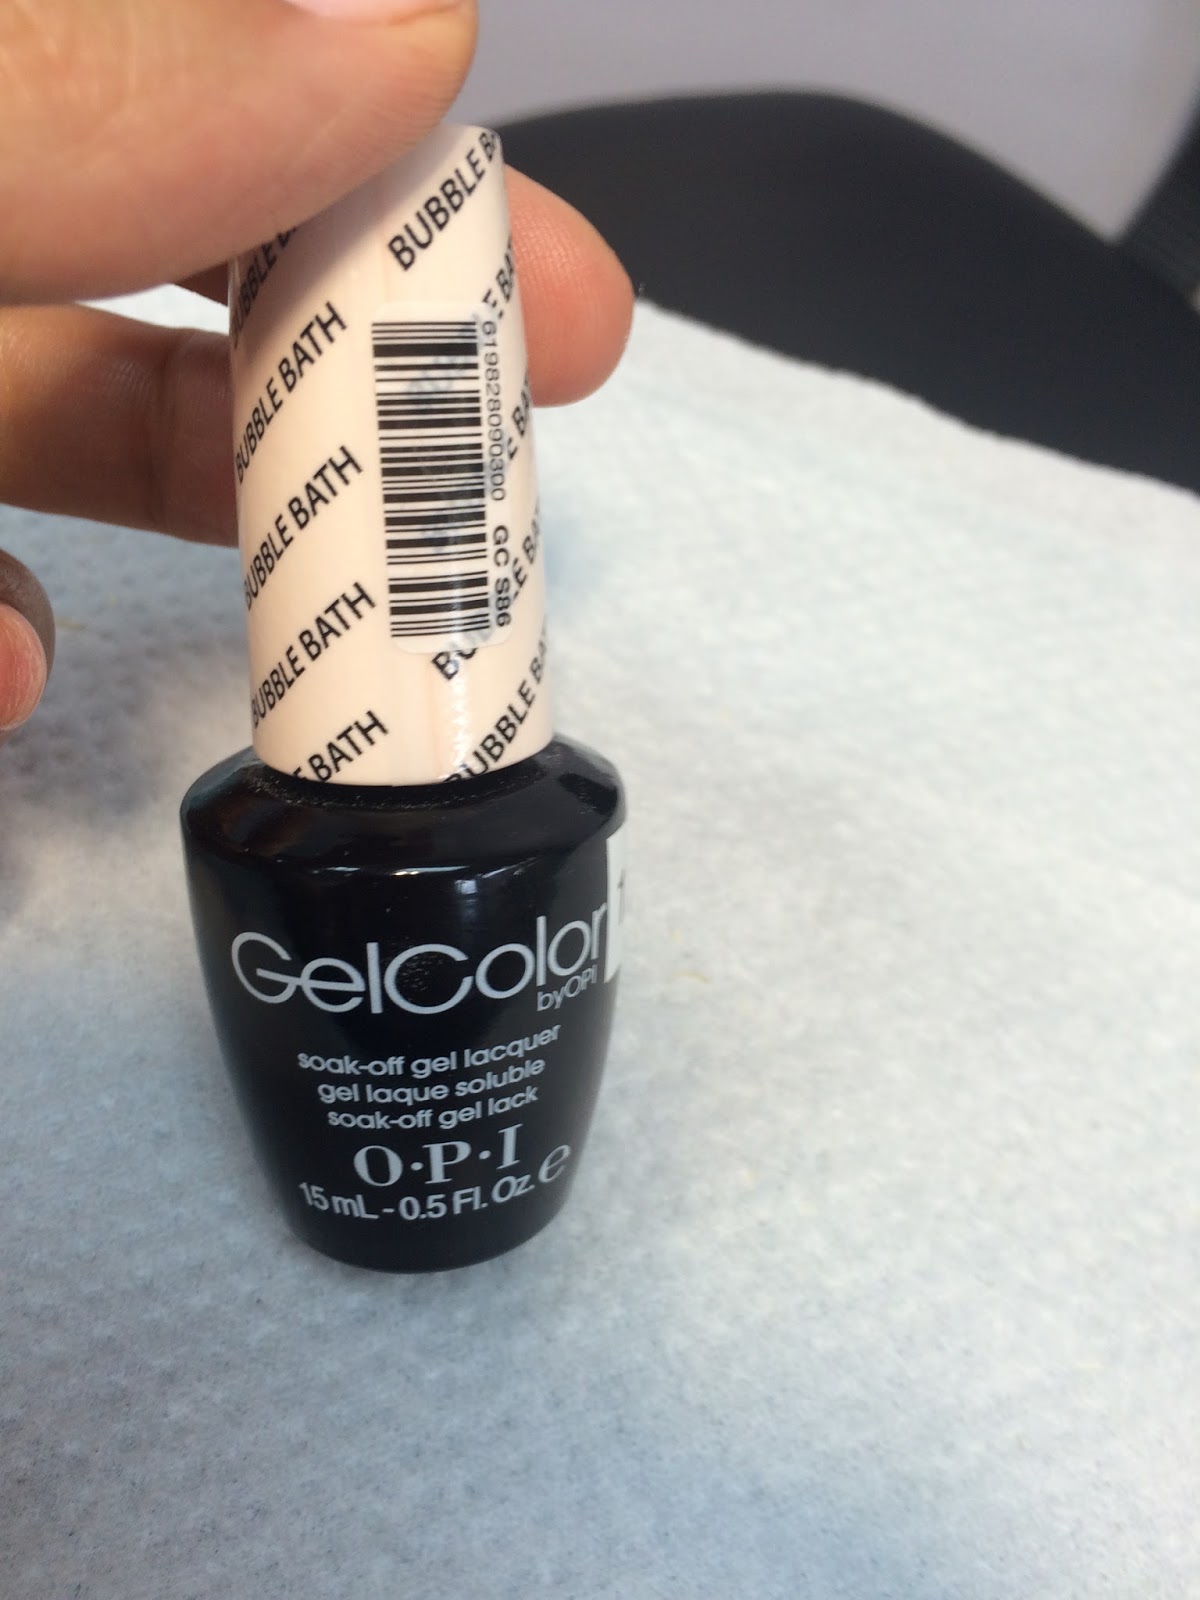 BUBBLE B
BUBBLE BATH
BUBBLE BATH
BUBBLE BATH
BATH
BUBBLE BA
619828090300 GC S86
GelColor
by OPI
soak-off gel lacquer
gel laque soluble
soak-off gel lack
O·P·I
15 mL - 0.5 Fl. Oz. e